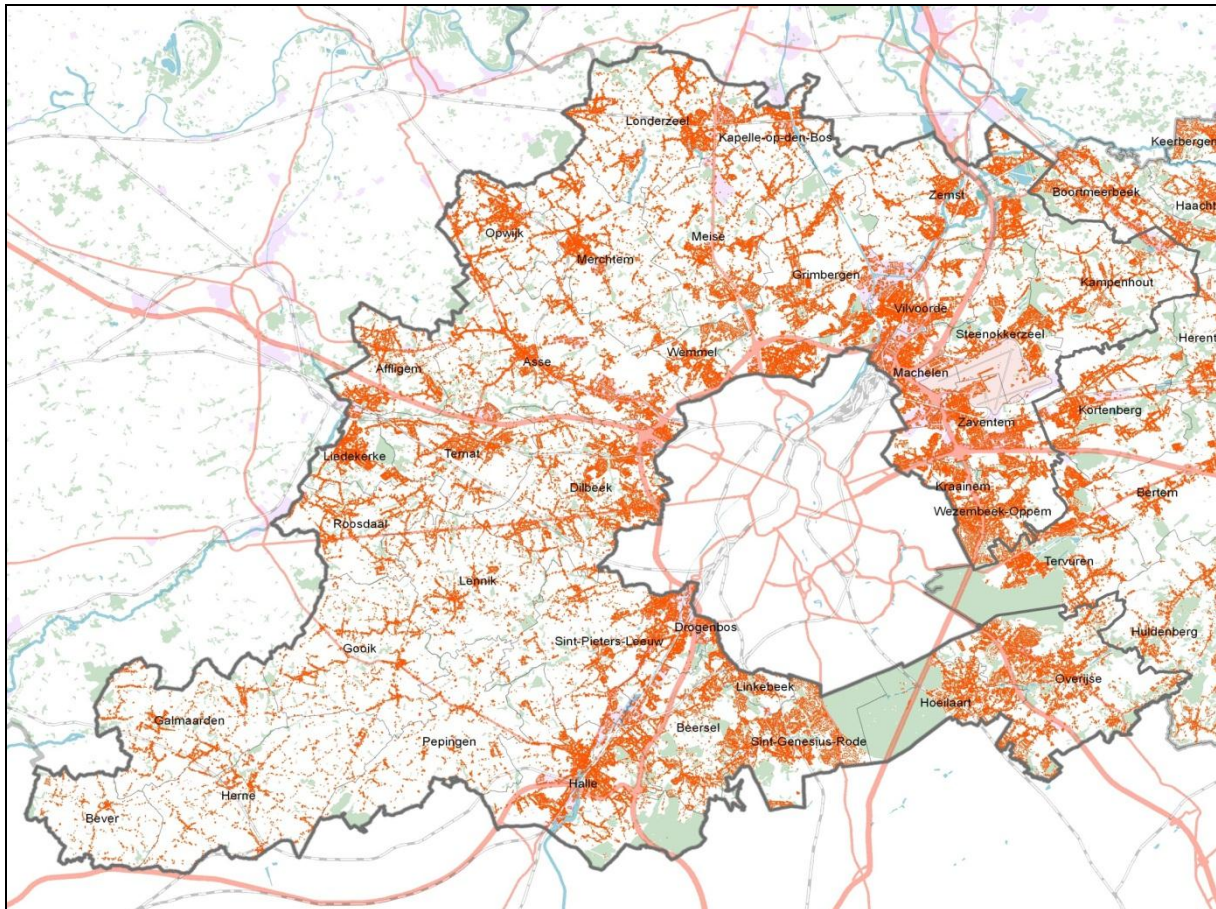 Londerzeel
Kapelle-op-den-Bos
Keerbergen
Zemst
Boortmeerbeek
Haacht
Opwijk
Meise
Merchtem
Grimbergen
Kampenhout
Vilvoorde
Steenokkerzeel
Herent
Wemmel
Asse
Affligem
Machelen
Kortenberg
Zaventem
Liedekerke
Ternat
Dilbeek
Kraainem
Bertem
Wezembeek-Oppem
Roosdaal
Tervuren
Lennik
Drogenbos
Sint-Pieters-Leeuw
Huldenberg
Gooik
Overijse
Linkebeek
Hoeilaart
Galmaarden
Beersel
Pepingen
Sint-Genesius-Rode
Halle
Herne
Bever